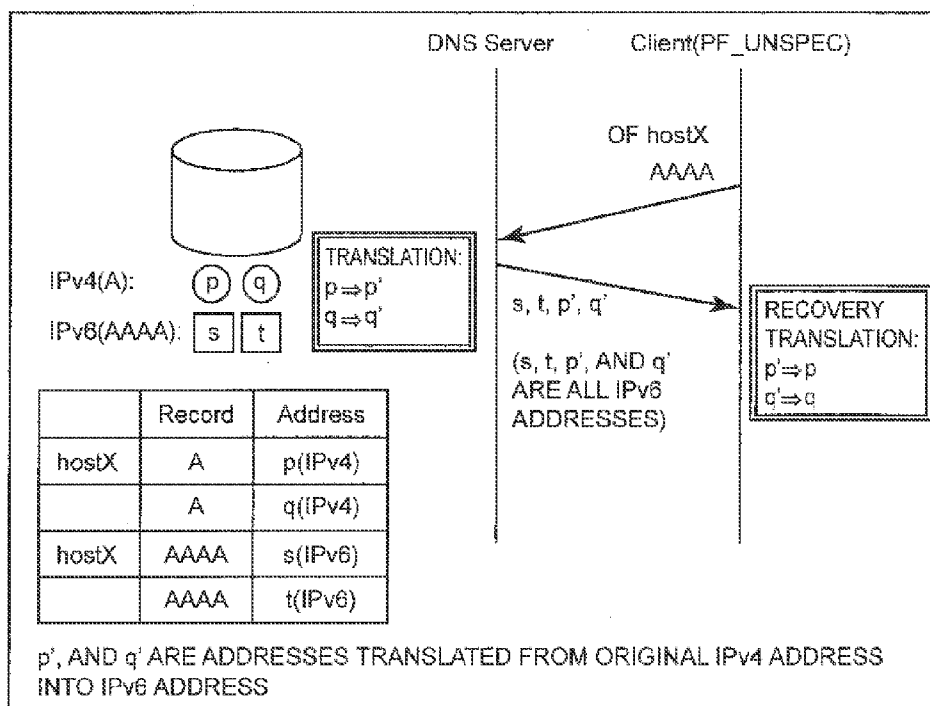 DNS Server
Client(PF_UNSPEC)
OF hostX
AAAA
IPv4(A):
p
q
IPv6(AAAA):
s
t
TRANSLATION:
p⇒p'
q⇒q'
s, t, p', q'
(s, t, p', AND q'
ARE ALL IPv6
ADDRESSES)
RECOVERY
TRANSLATION:
p'⇒p
q'⇒q
Record Address
hostX A p(IPv4)
A q(IPv4)
hostX AAAA s(IPv6)
AAAA t(IPv6)
p', AND q' ARE ADDRESSES TRANSLATED FROM ORIGINAL IPv4 ADDRESS
INTO IPv6 ADDRESS